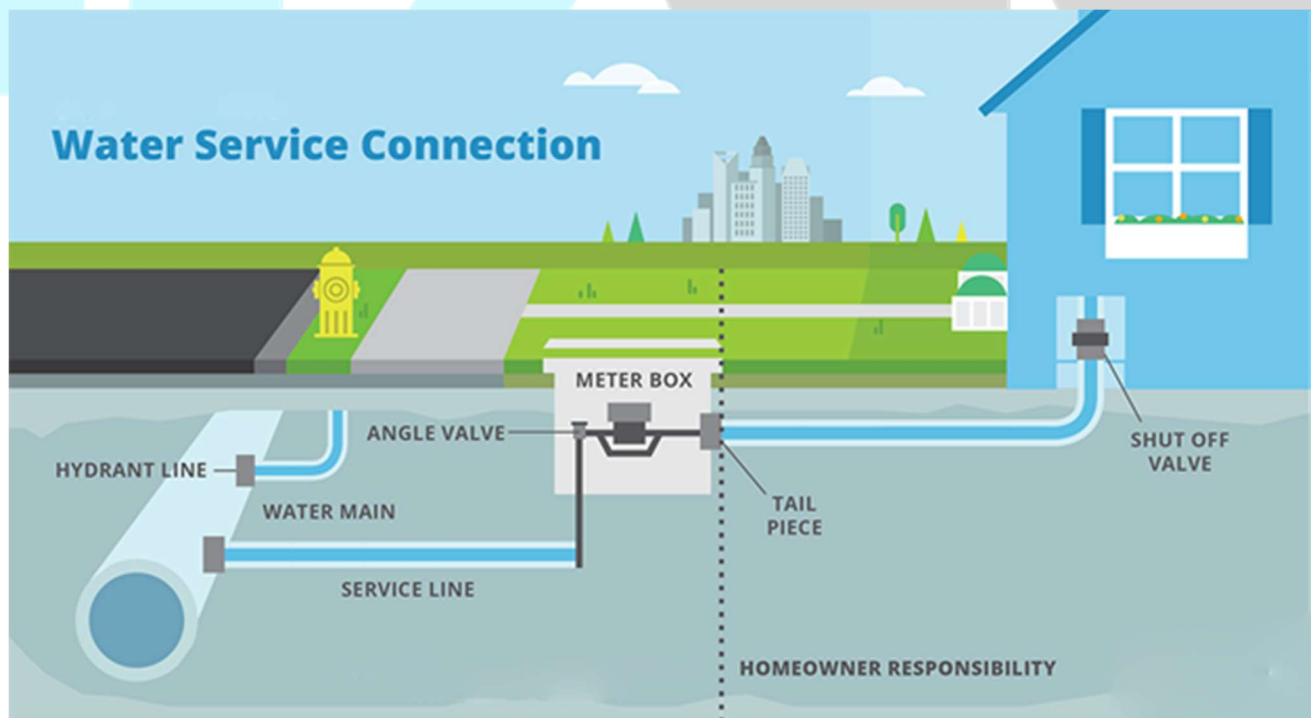 Water Service Connection
METER BOX
ANGLE VALVE
HYDRANT LINE
WATER MAIN
SERVICE LINE
TAIL
PIECE
SHUT OFF
VALVE
HOMEOWNER RESPONSIBILITY